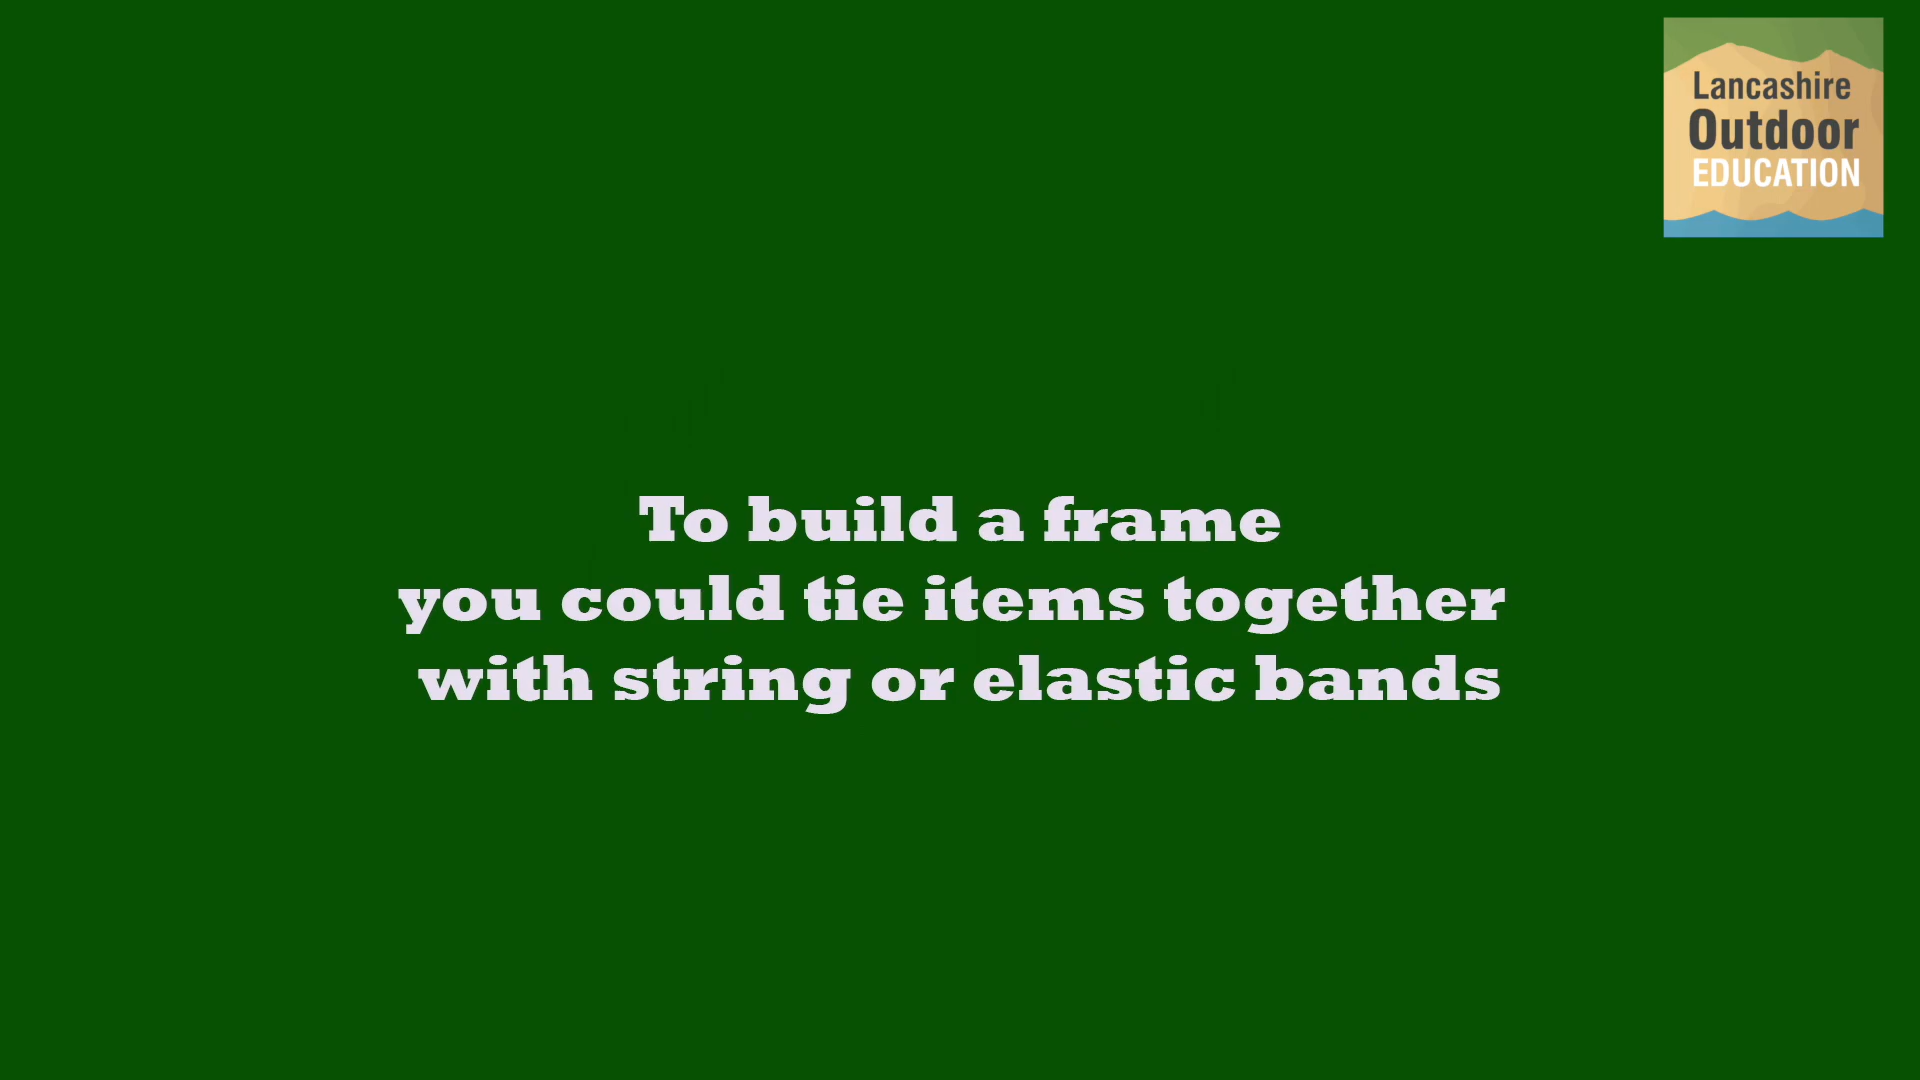 Lancashire
Outdoor
EDUCATION
To build a frame
you could tie items together
with string or elastic bands